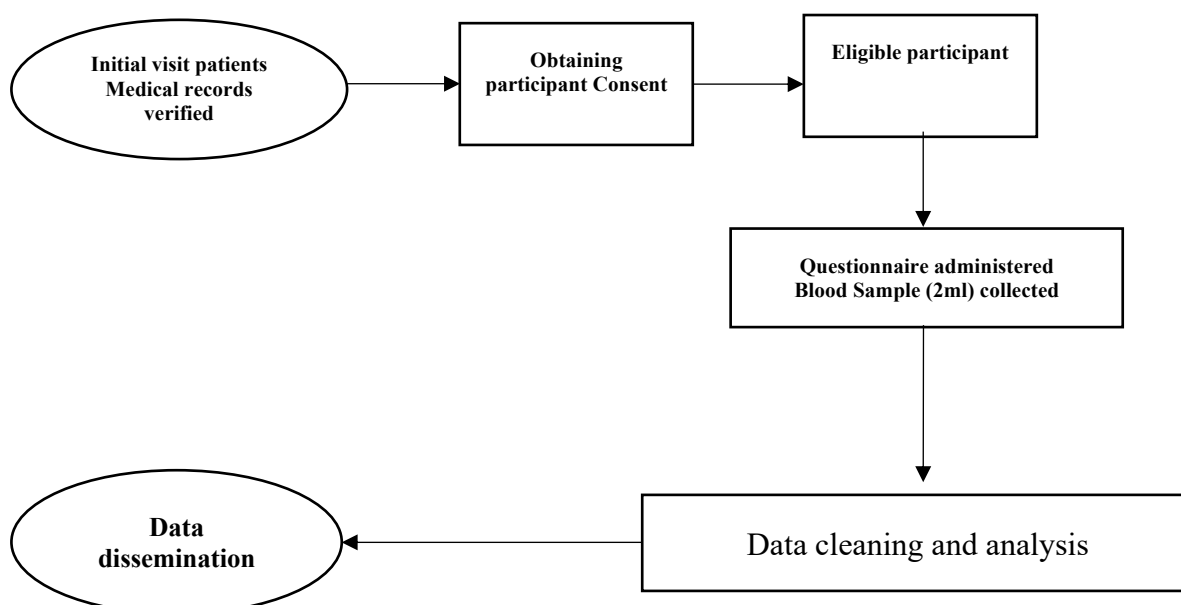 Initial visit patients
Medical records
verified
Obtaining
participant Consent
Eligible participant
Questionnaire administered
Blood Sample (2ml) collected
Data cleaning and analysis
Data
dissemination